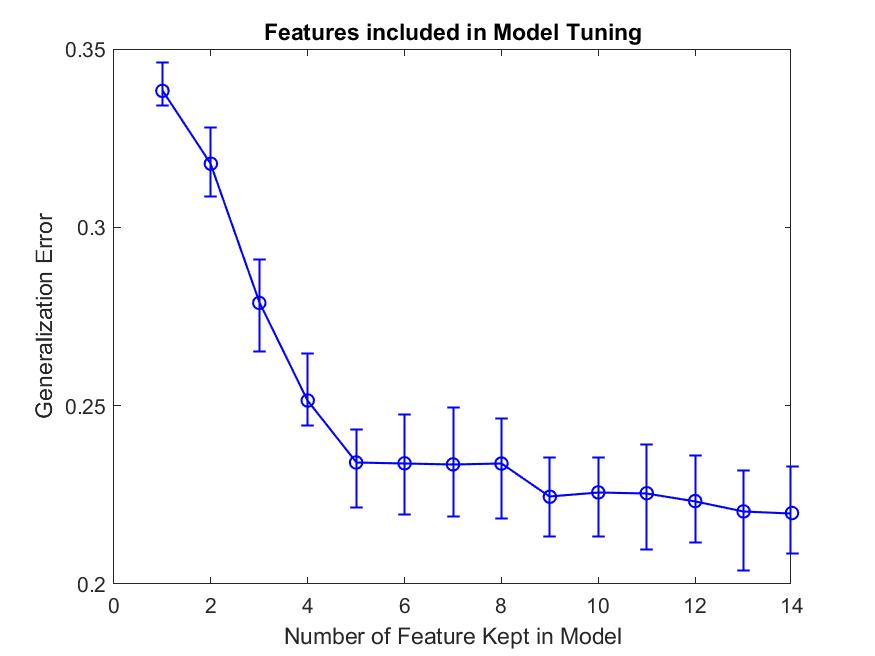 Features included in Model Tuning
0.35
0.3
0.25
0.2
Generalization Error
0 2 4 6 8 10 12 14
Number of Feature Kept in Model